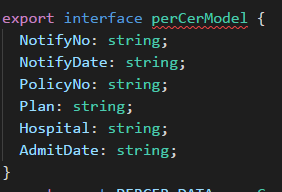 export interface perCerModel {
NotifyNo: string;
NotifyDate: string;
PolicyNo: string;
Plan: string;
Hospital: string;
AdmitDate: string;
}